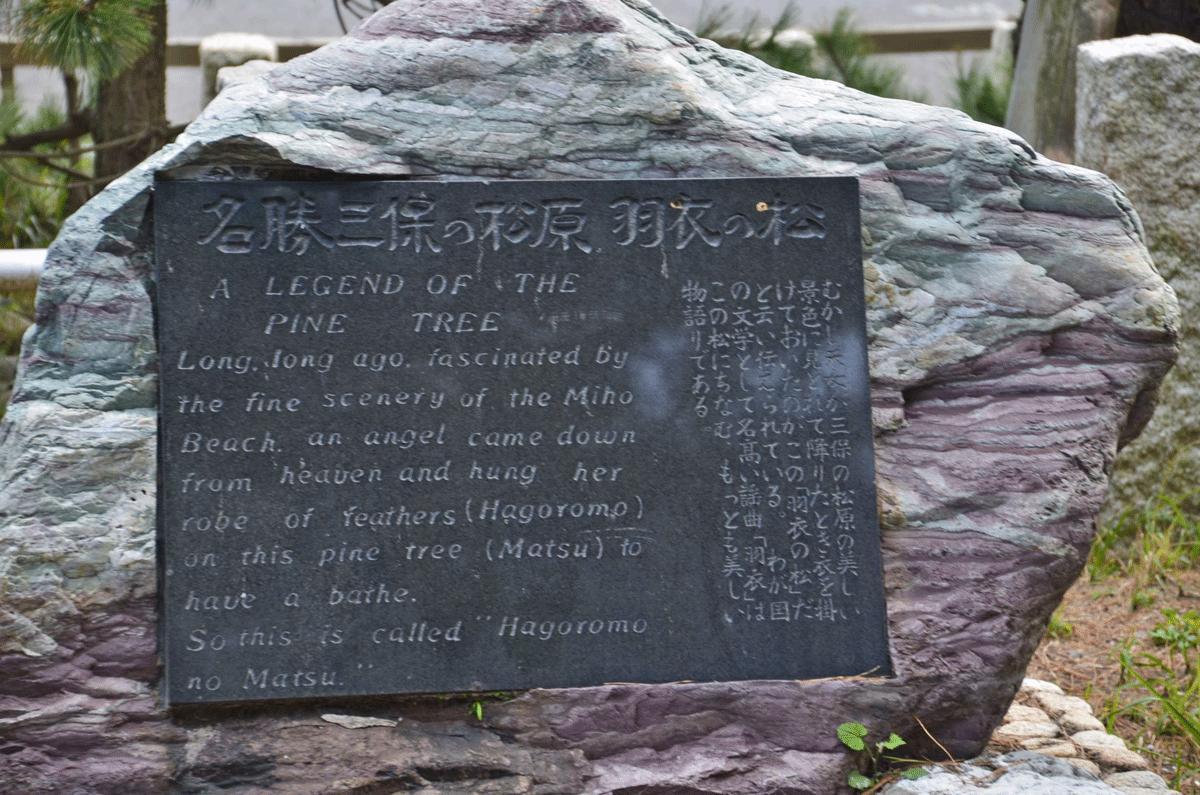 名勝三保の松原 羽衣の松
A LEGEND OF THE
PINE TREE
Long, long ago, fascinated by
the fine scenery of the Miho
Beach, an angel came down
from heaven and hung her
robe of feathers (Hagoromo)
on this pine tree (Matsu) to
have a bathe.
So this is called "Hagoromo
no Matsu."
むかし天女が三保の松原の美しい
景色に見とれて降りたとき衣を掛
けておいたのがこの「羽衣の松」だ
と云い伝えられている。 わが国
の文学として名高い謡曲「羽衣」は
この松にちなむ もっとも美しい
物語りである。